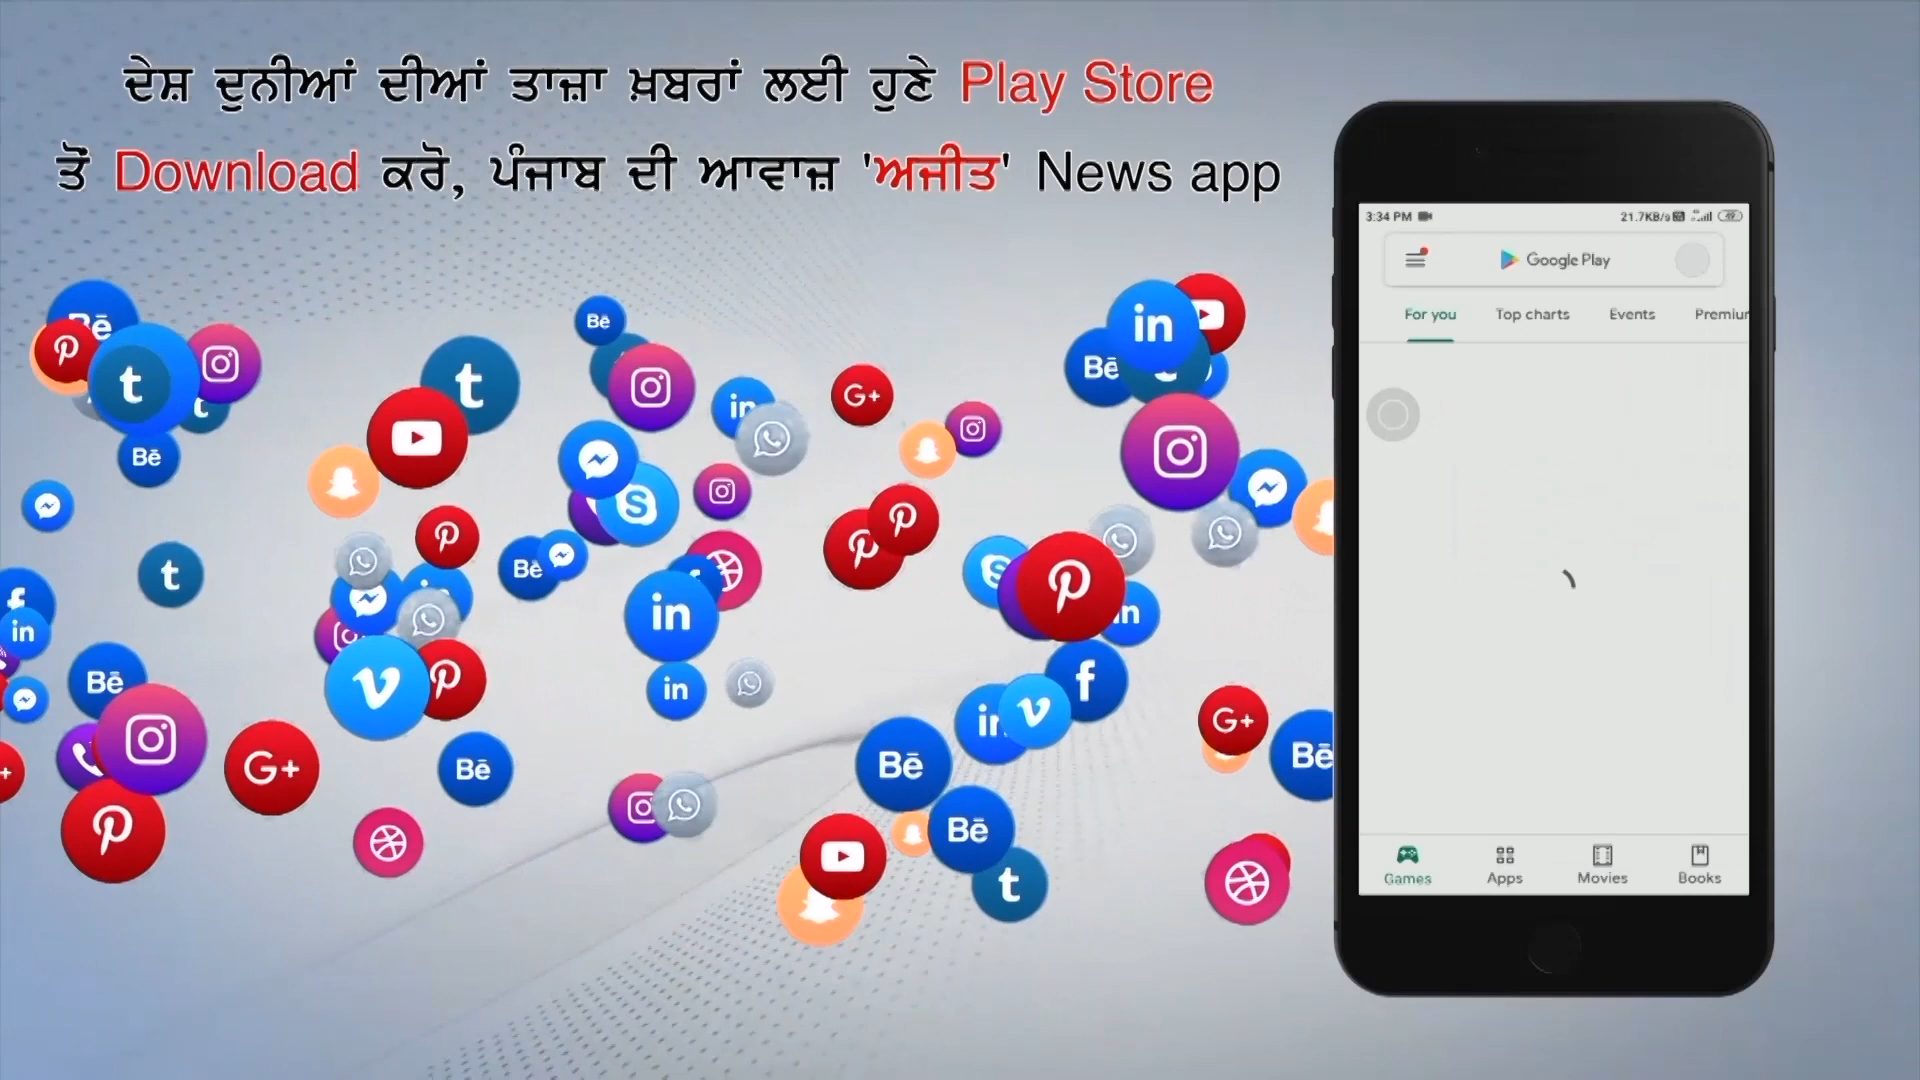 ਦੇਸ਼ ਦੁਨੀਆਂ ਦੀਆਂ ਤਾਜ਼ਾ ਖ਼ਬਰਾਂ ਲਈ ਹੁਣੇ Play Store
ਤੋਂ Download ਕਰੋ, ਪੰਜਾਬ ਦੀ ਆਵਾਜ਼ 'ਅਜੀਤ' News app
3:34 PM 21.7KB/s
Google Play
For you Top charts Events Premiur
Games Apps Movies Books